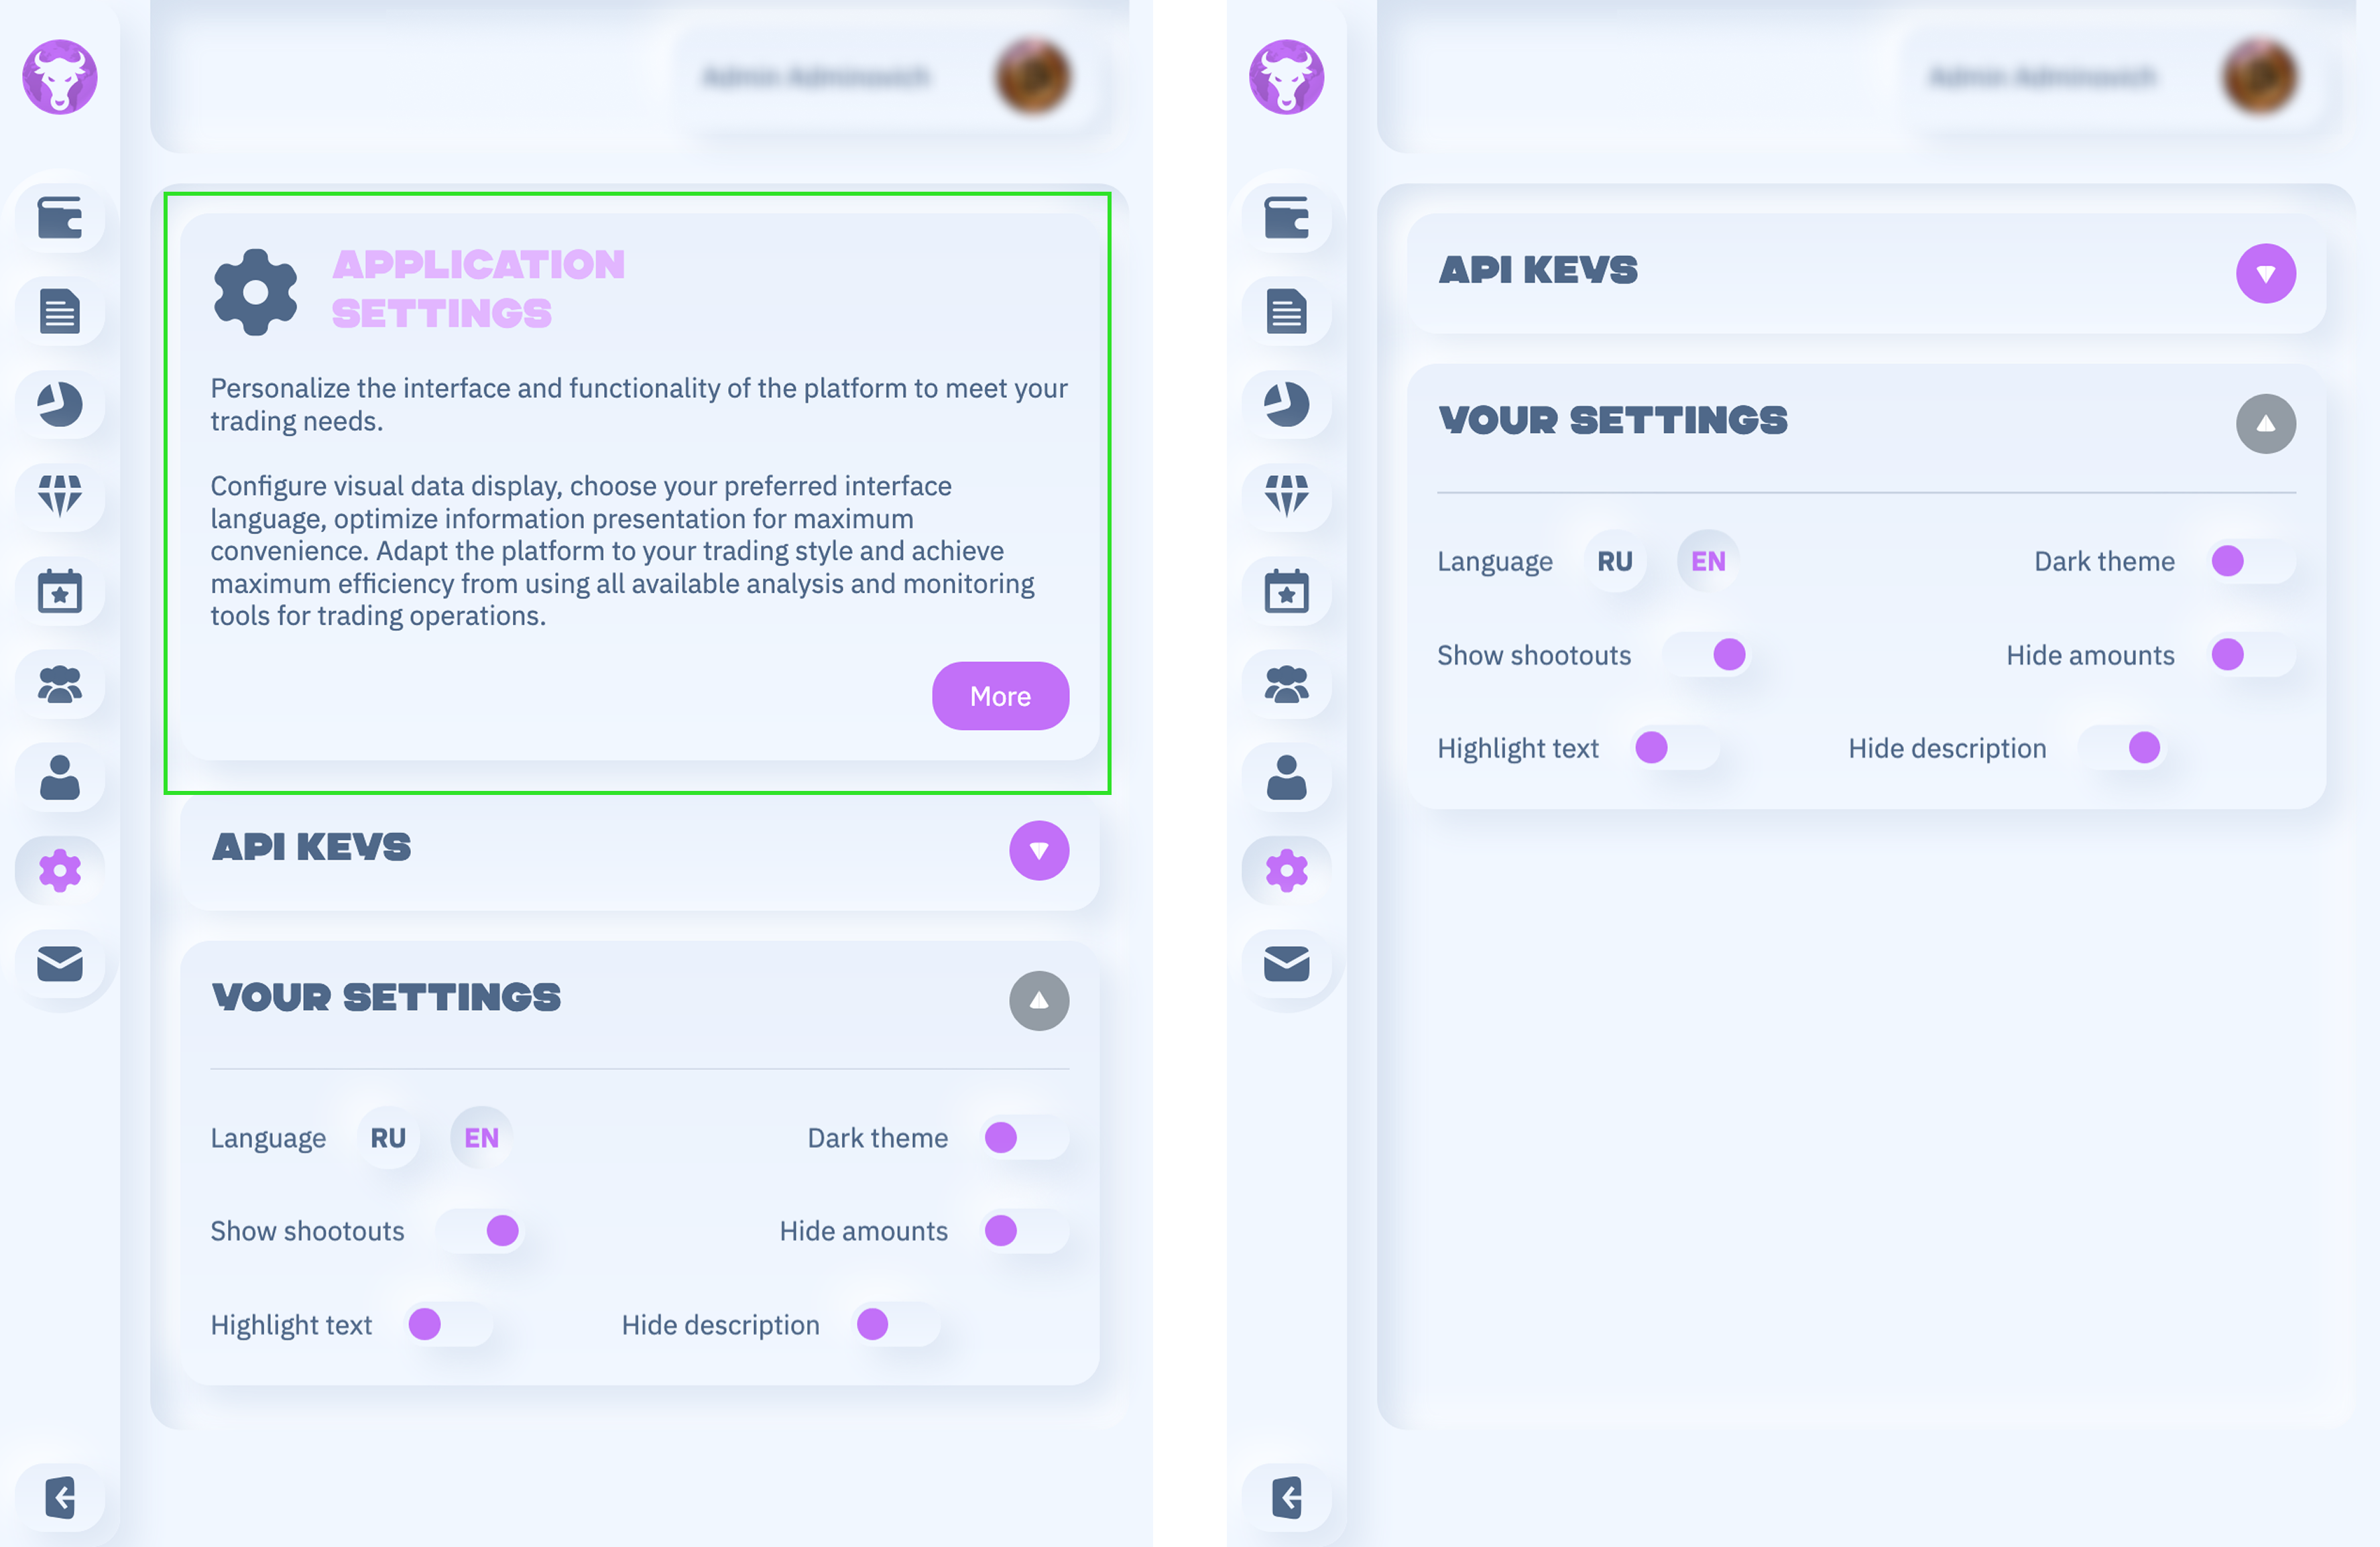 Admin Adminovich
APPLICATION
SETTINGS
Personalize the interface and functionality of the platform to meet your
trading needs.
Configure visual data display, choose your preferred interface
language, optimize information presentation for maximum
convenience. Adapt the platform to your trading style and achieve
maximum efficiency from using all available analysis and monitoring
tools for trading operations.
More
API KEYS
YOUR SETTINGS
Language RU EN Dark theme
Show shootouts Hide amounts
Highlight text Hide description
Admin Adminovich
API KEYS
YOUR SETTINGS
Language RU EN Dark theme
Show shootouts Hide amounts
Highlight text Hide description